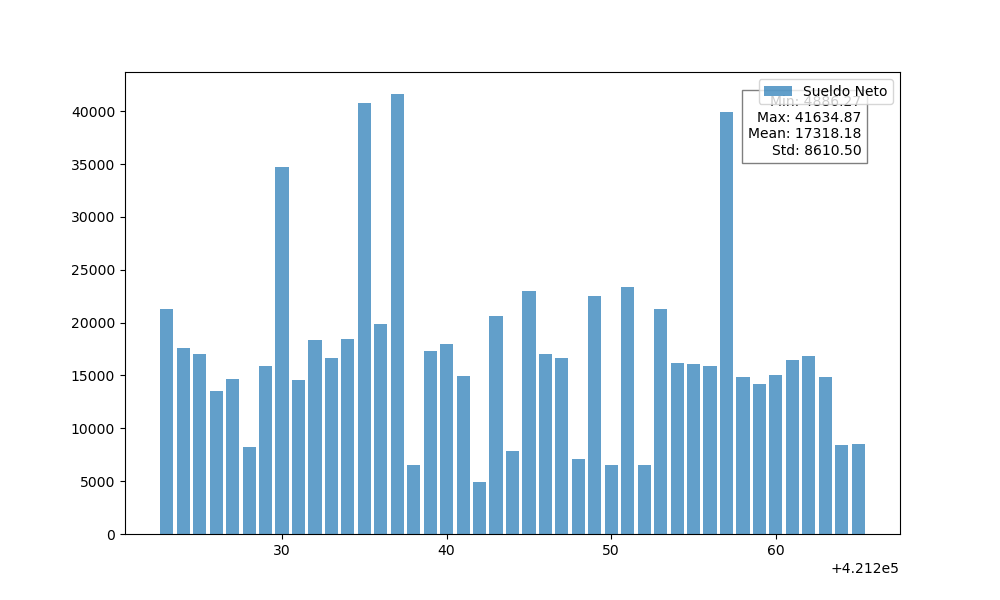 Sueldo Neto
Min: 4886.27
Max: 41634.87
Mean: 17318.18
Std: 8610.50
40000
35000
30000
25000
20000
15000
10000
5000
0
30 40 50 60
+4.212e5